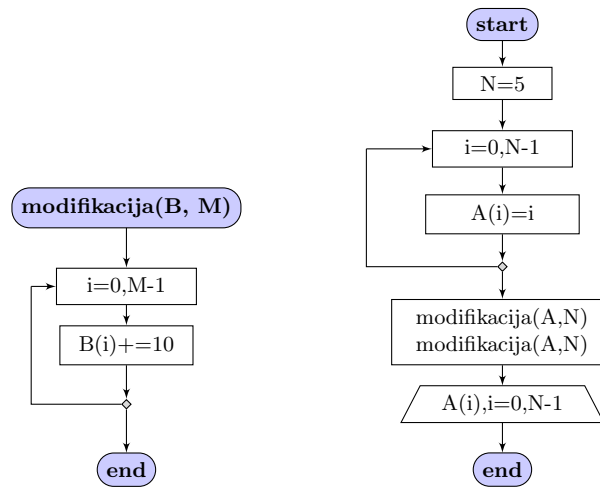 modifikacija(B, M)
i=0,M-1
B(i)+=10
end
start
N=5
i=0,N-1
A(i)=i
modifikacija(A,N)
modifikacija(A,N)
A(i),i=0,N-1
end